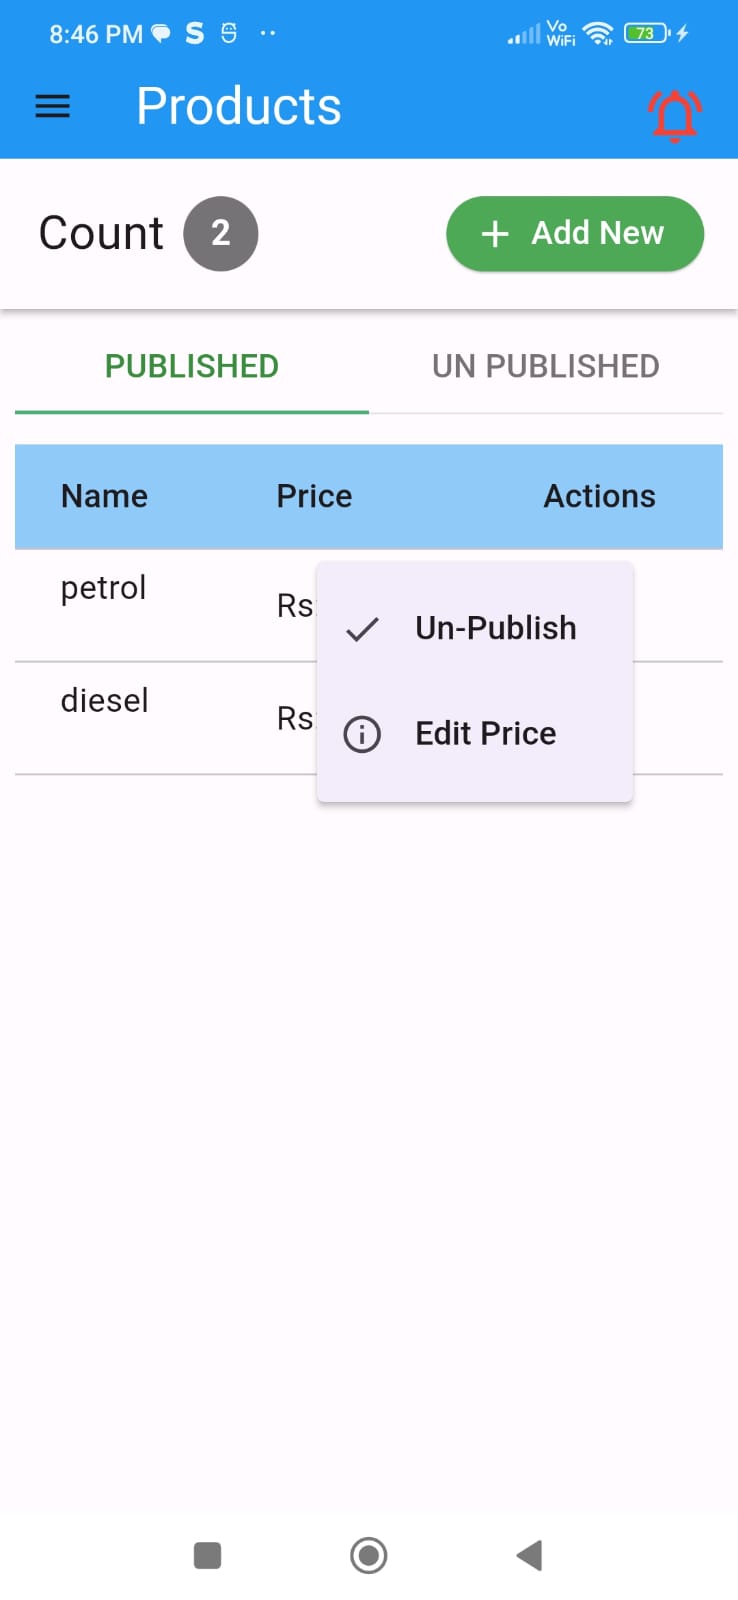 8:46 PM
Vo WiFi
73
Products
Count 2
+ Add New
PUBLISHED UN PUBLISHED
Name Price Actions
petrol Rs:
Un-Publish
diesel Rs:
Edit Price